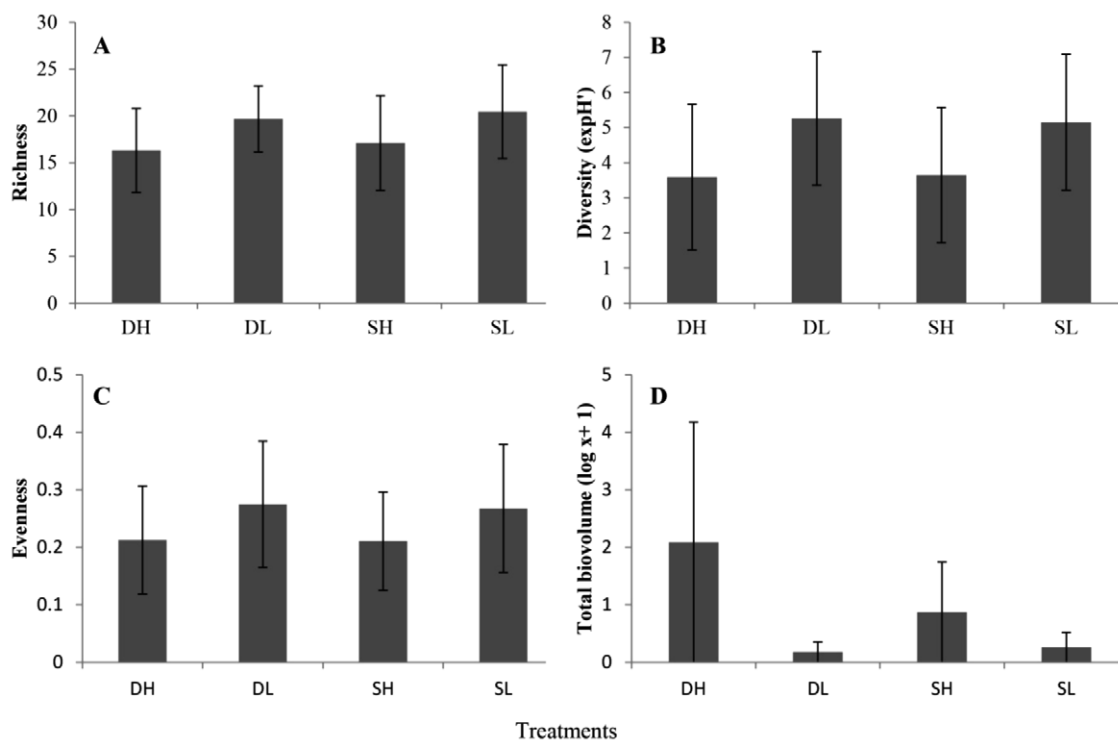 A
Richness
30
25
20
15
10
5
0
DH DL SH SL
B
Diversity (expH')
8
7
6
5
4
3
2
1
0
DH DL SH SL
C
Evenness
0.5
0.4
0.3
0.2
0.1
0
DH DL SH SL
D
Total biovolume (log x+ 1)
5
4
3
2
1
0
DH DL SH SL
Treatments